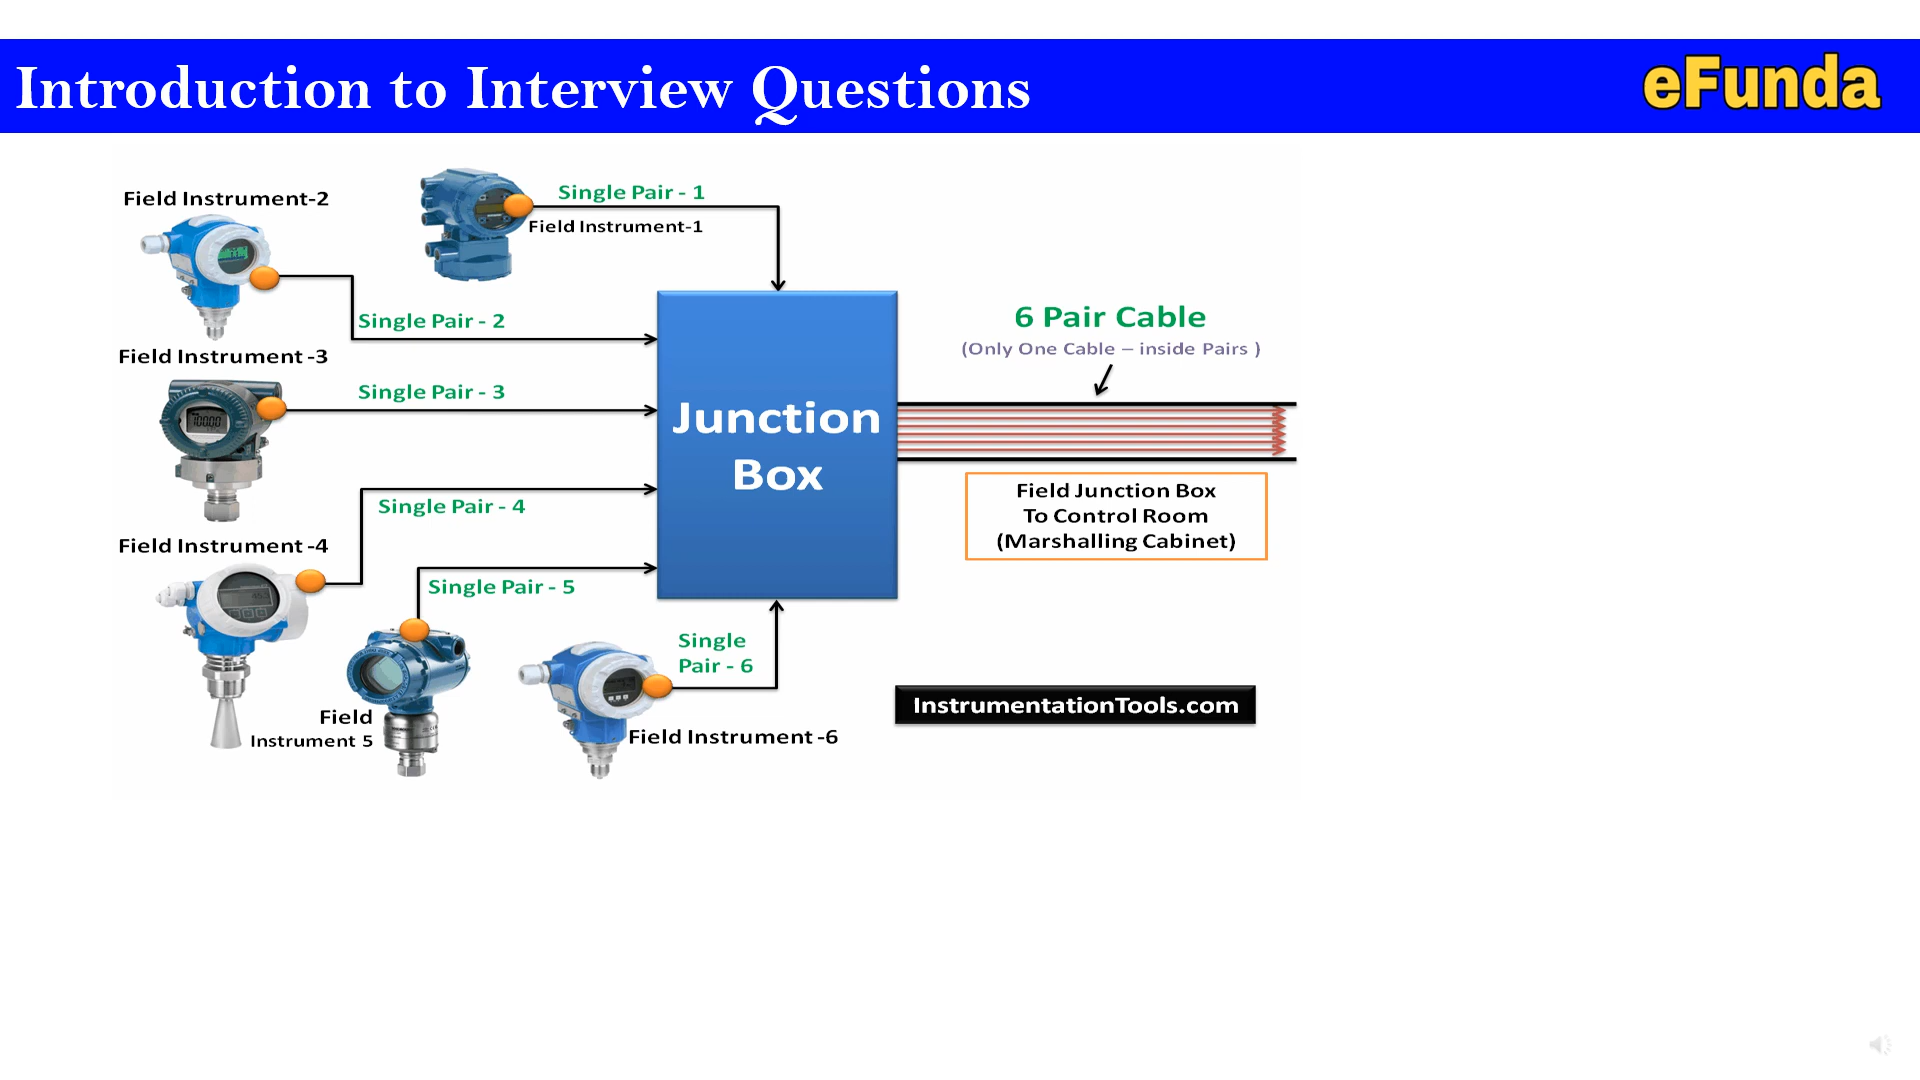 Introduction to Interview Questions
eFunda
Single Pair - 1
Field Instrument-1
Field Instrument-2
Single Pair - 2
Field Instrument -3
Single Pair - 3
Field Instrument -4
Single Pair - 4
Single Pair - 5
Field
Instrument 5
Single
Pair - 6
Field Instrument -6
Junction
Box
6 Pair Cable
(Only One Cable – inside Pairs )
Field Junction Box
To Control Room
(Marshalling Cabinet)
InstrumentationTools.com